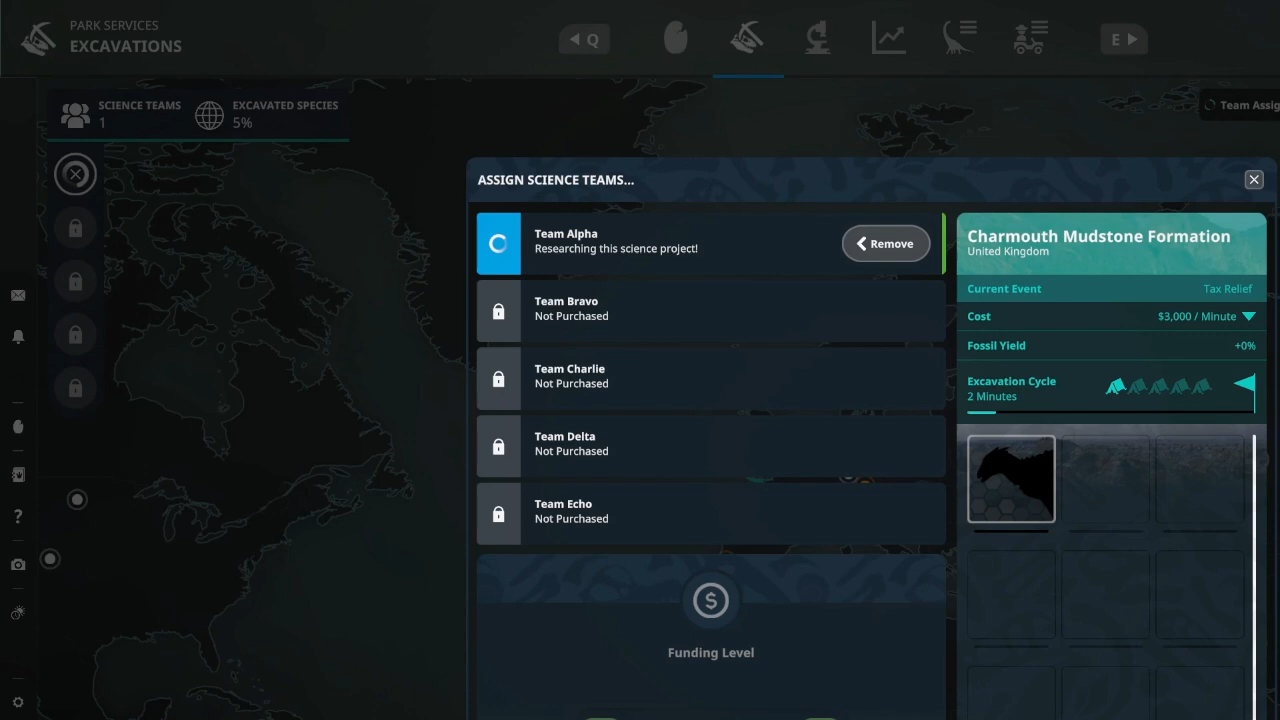 PARK SERVICES
EXCAVATIONS
Q
E
SCIENCE TEAMS
1
EXCAVATED SPECIES
5%
Team Assig
ASSIGN SCIENCE TEAMS...
Team Alpha
Researching this science project!
Remove
Team Bravo
Not Purchased
Team Charlie
Not Purchased
Team Delta
Not Purchased
Team Echo
Not Purchased
Funding Level
Charmouth Mudstone Formation
United Kingdom
Current Event Tax Relief
Cost $3,000 / Minute
Fossil Yield +0%
Excavation Cycle
2 Minutes